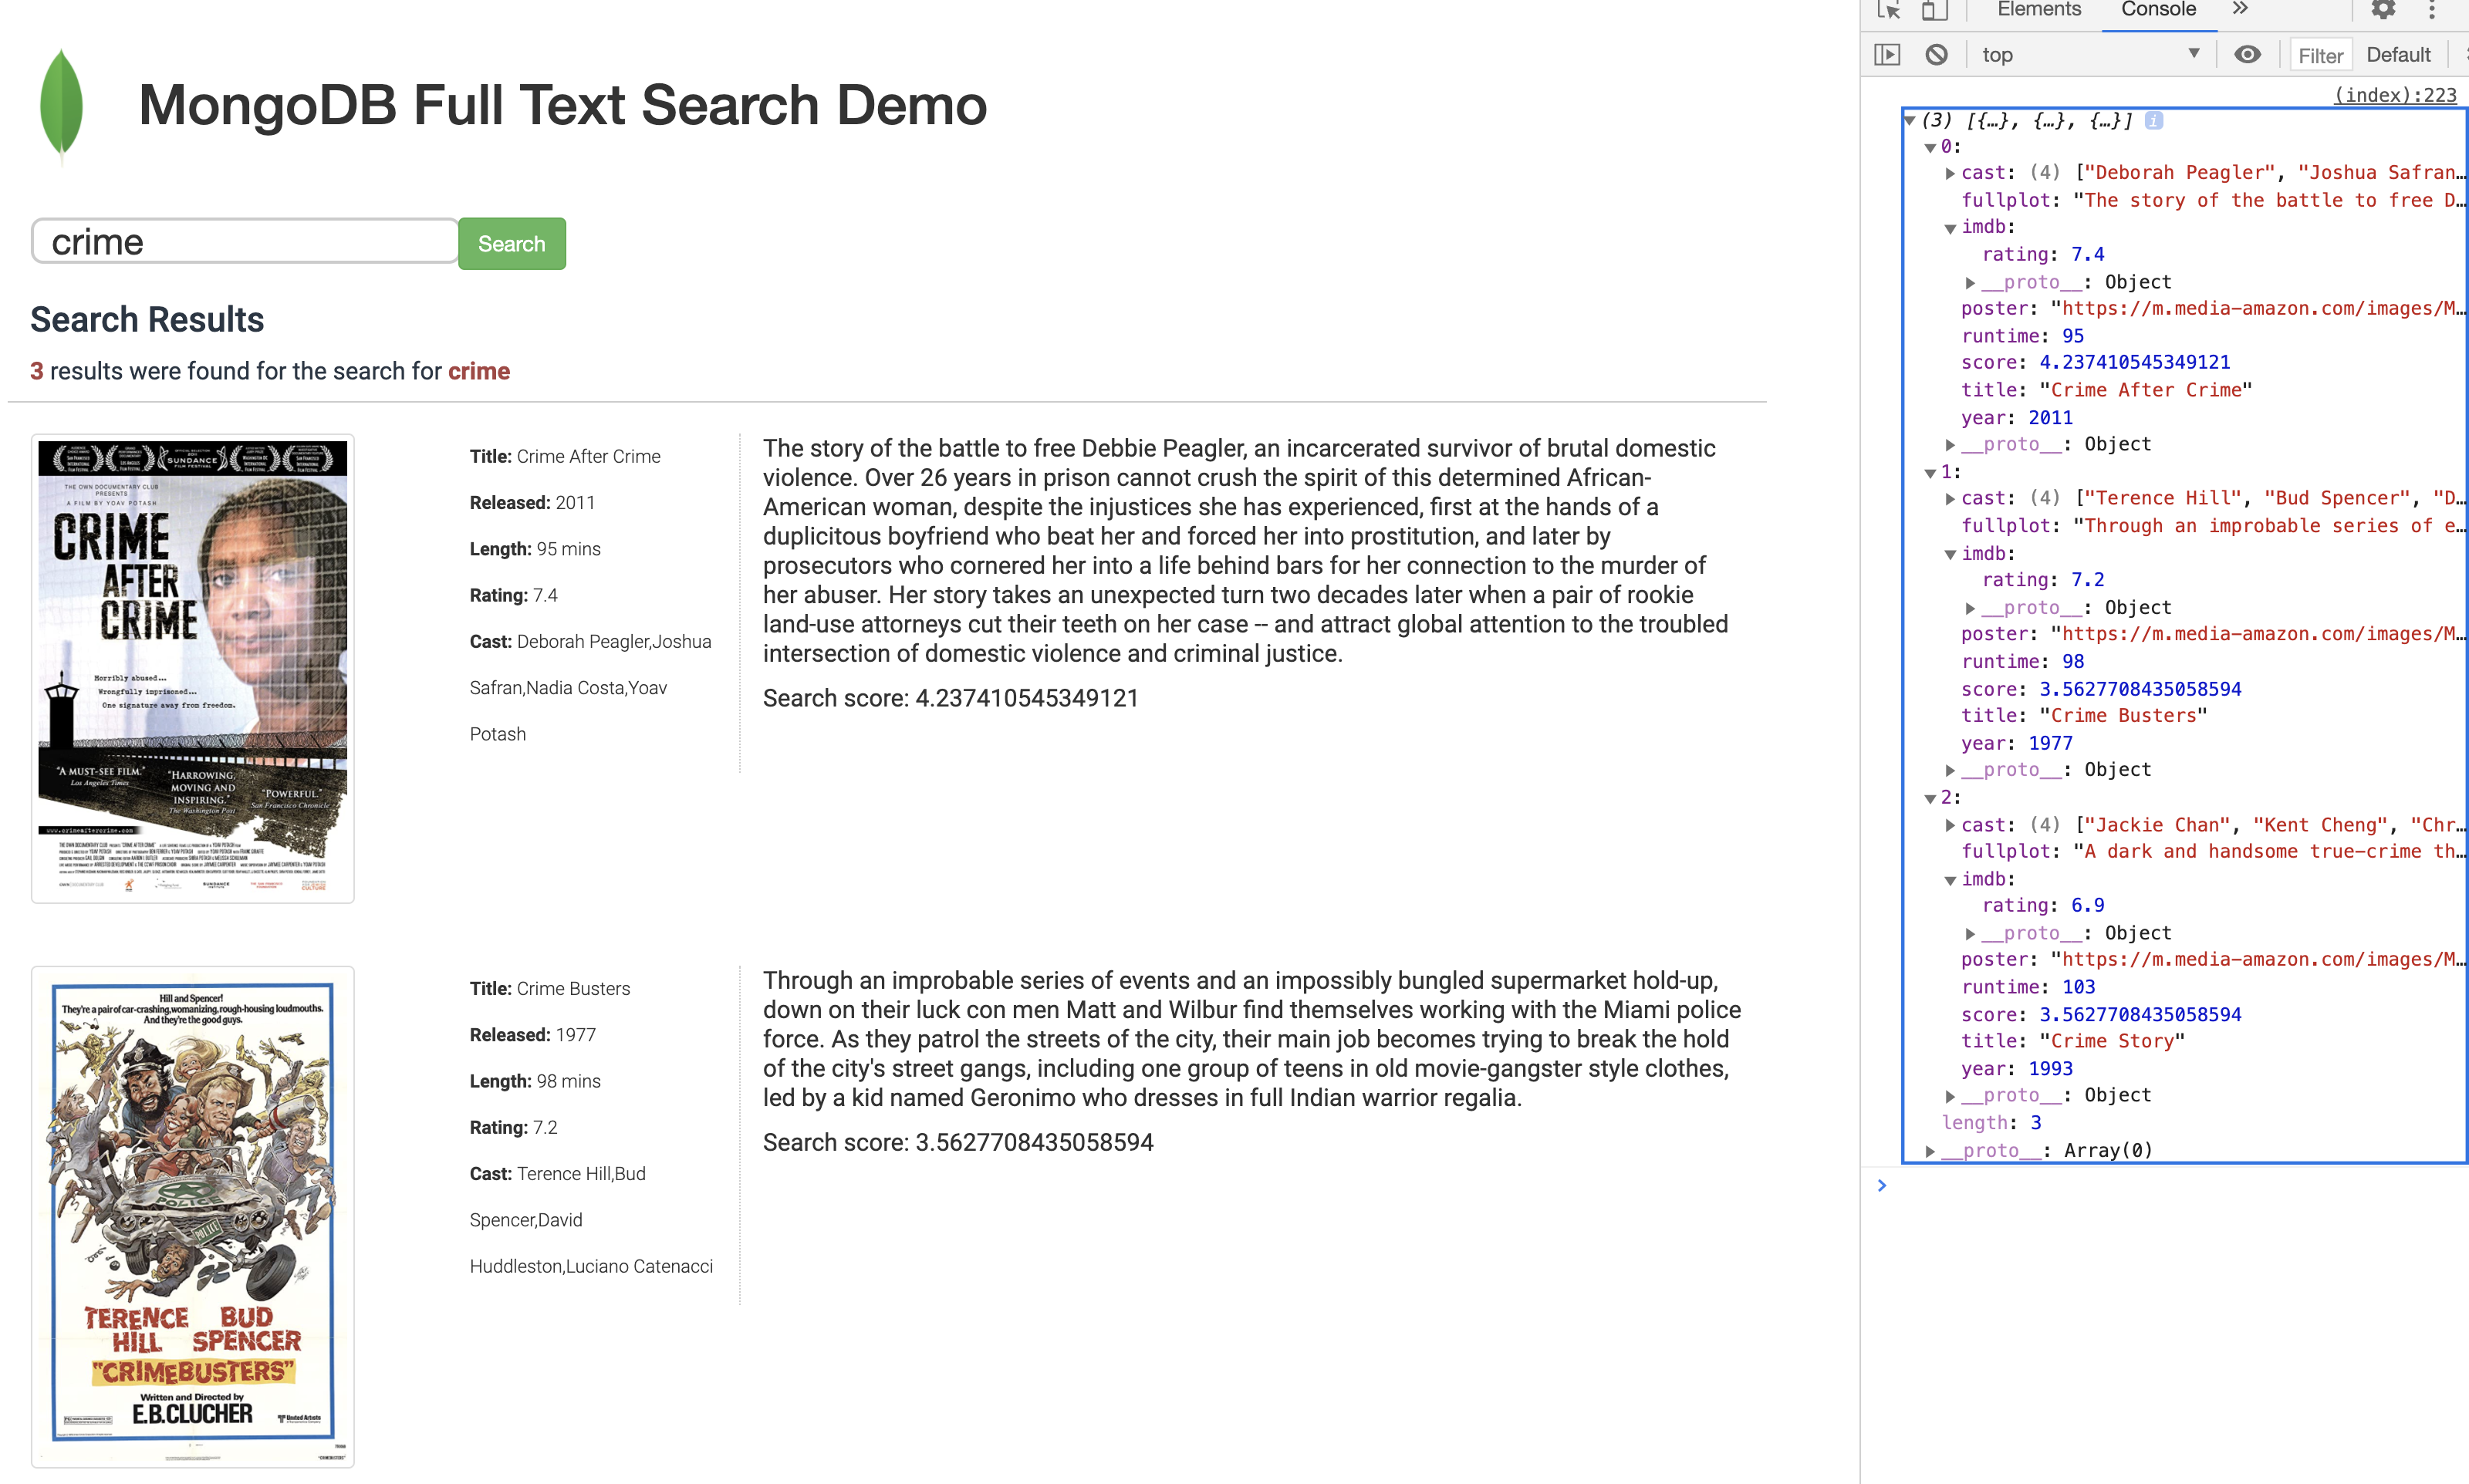 MongoDB Full Text Search Demo
crime
Search
Search Results
3 results were found for the search for crime
THE OWN DOCUMENTARY CLUB
PRESENTS
A FILM BY YOAV POTASH
CRIME
AFTER
CRIME
Horribly abused...
Wrongfully imprisoned...
One signature away from freedom.
"A MUST-SEE FILM."
Los Angeles Times
"HARROWING,
MOVING AND
INSPIRING."
The Washington Post
"POWERFUL."
San Francisco Chronicle
www.crimeaftercrime.com
Title: Crime After Crime
Released: 2011
Length: 95 mins
Rating: 7.4
Cast: Deborah Peagler,Joshua
Safran,Nadia Costa,Yoav
Potash
The story of the battle to free Debbie Peagler, an incarcerated survivor of brutal domestic
violence. Over 26 years in prison cannot crush the spirit of this determined African-
American woman, despite the injustices she has experienced, first at the hands of a
duplicitous boyfriend who beat her and forced her into prostitution, and later by
prosecutors who cornered her into a life behind bars for her connection to the murder of
her abuser. Her story takes an unexpected turn two decades later when a pair of rookie
land-use attorneys cut their teeth on her case -- and attract global attention to the troubled
intersection of domestic violence and criminal justice.
Search score: 4.237410545349121
Hill and Spencer!
They're a pair of car-crashing, womanizing, rough-housing loudmouths.
And they're the good guys.
POLICE
POLICE
TERENCE HILL
BUD SPENCER
"CRIMEBUSTERS"
Written and Directed by
E.B.CLUCHER
United Artists
Title: Crime Busters
Released: 1977
Length: 98 mins
Rating: 7.2
Cast: Terence Hill,Bud
Spencer,David
Huddleston,Luciano Catenacci
Through an improbable series of events and an impossibly bungled supermarket hold-up,
down on their luck con men Matt and Wilbur find themselves working with the Miami police
force. As they patrol the streets of the city, their main job becomes trying to break the hold
of the city's street gangs, including one group of teens in old movie-gangster style clothes,
led by a kid named Geronimo who dresses in full Indian warrior regalia.
Search score: 3.5627708435058594
Elements Console »
top Filter Default
(index):223
(3) [{…}, {…}, {…}] i
0:
cast: (4) ["Deborah Peagler", "Joshua Safran…
fullplot: "The story of the battle to free D…
imdb:
rating: 7.4
__proto__: Object
poster: "https://m.media-amazon.com/images/M…
runtime: 95
score: 4.237410545349121
title: "Crime After Crime"
year: 2011
__proto__: Object
1:
cast: (4) ["Terence Hill", "Bud Spencer", "D…
fullplot: "Through an improbable series of e…
imdb:
rating: 7.2
__proto__: Object
poster: "https://m.media-amazon.com/images/M…
runtime: 98
score: 3.5627708435058594
title: "Crime Busters"
year: 1977
__proto__: Object
2:
cast: (4) ["Jackie Chan", "Kent Cheng", "Chr…
fullplot: "A dark and handsome true-crime th…
imdb:
rating: 6.9
__proto__: Object
poster: "https://m.media-amazon.com/images/M…
runtime: 103
score: 3.5627708435058594
title: "Crime Story"
year: 1993
__proto__: Object
length: 3
__proto__: Array(0)